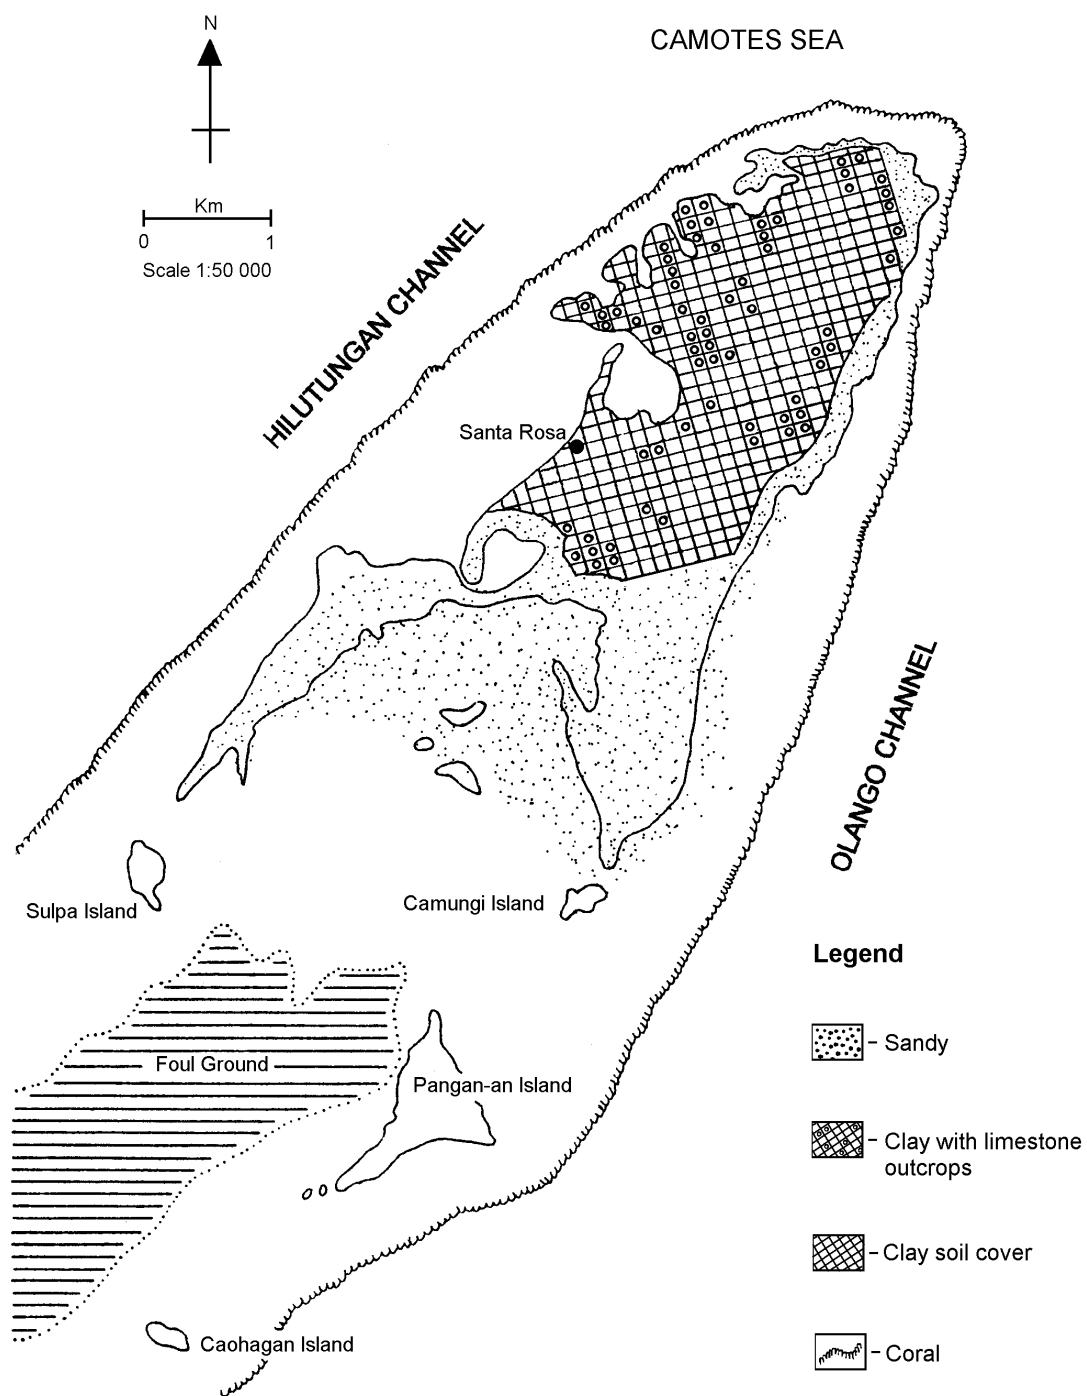 N
CAMOTES SEA
Km
0 1
Scale 1:50 000
HILUTUNGAN CHANNEL
Santa Rosa
OLANGO CHANNEL
Sulpa Island
Camungi Island
Foul Ground
Pangan-an Island
Caohagan Island
Legend
- Sandy
- Clay with limestone
outcrops
- Clay soil cover
- Coral